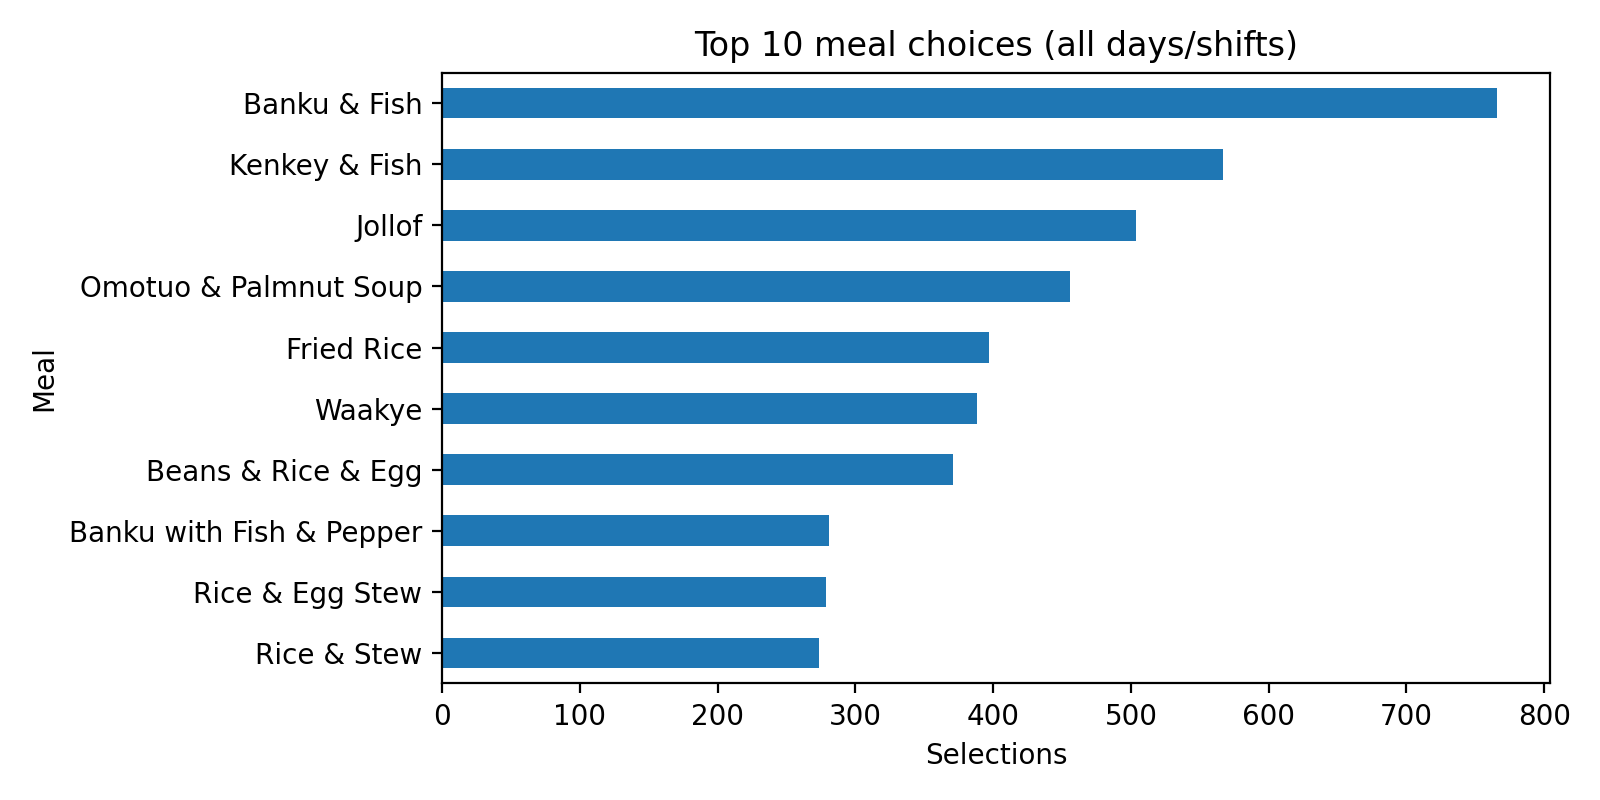 Top 10 meal choices (all days/shifts)
Meal
Banku & Fish
Kenkey & Fish
Jollof
Omotuo & Palmnut Soup
Fried Rice
Waakye
Beans & Rice & Egg
Banku with Fish & Pepper
Rice & Egg Stew
Rice & Stew
0 100 200 300 400 500 600 700 800
Selections